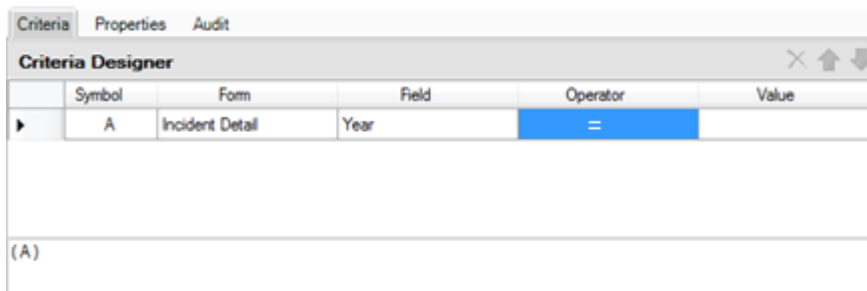 Criteria Properties Audit
Criteria Designer
Symbol Form Field Operator Value
A Incident Detail Year =
(A)